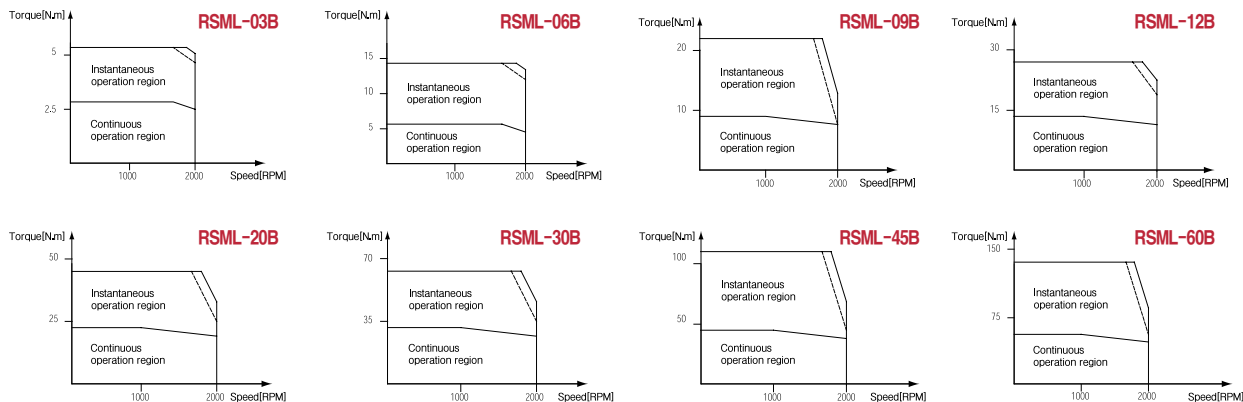 Torque[N.m]
RSML-03B
5
Instantaneous
operation region
2.5
Continuous
operation region
1000
2000
Speed[RPM]
Torque[N.m]
RSML-06B
15
10
Instantaneous
operation region
5
Continuous
operation region
1000
2000
Speed[RPM]
Torque[N.m]
RSML-09B
20
Instantaneous
operation region
10
Continuous
operation region
1000
2000
Speed[RPM]
Torque[N.m]
RSML-12B
30
Instantaneous
operation region
15
Continuous
operation region
1000
2000
Speed[RPM]
Torque[N.m]
RSML-20B
50
Instantaneous
operation region
25
Continuous
operation region
1000
2000
Speed[RPM]
Torque[N.m]
RSML-30B
70
Instantaneous
operation region
35
Continuous
operation region
1000
2000
Speed[RPM]
Torque[N.m]
RSML-45B
100
Instantaneous
operation region
50
Continuous
operation region
1000
2000
Speed[RPM]
Torque[N.m]
RSML-60B
150
Instantaneous
operation region
75
Continuous
operation region
1000
2000
Speed[RPM]